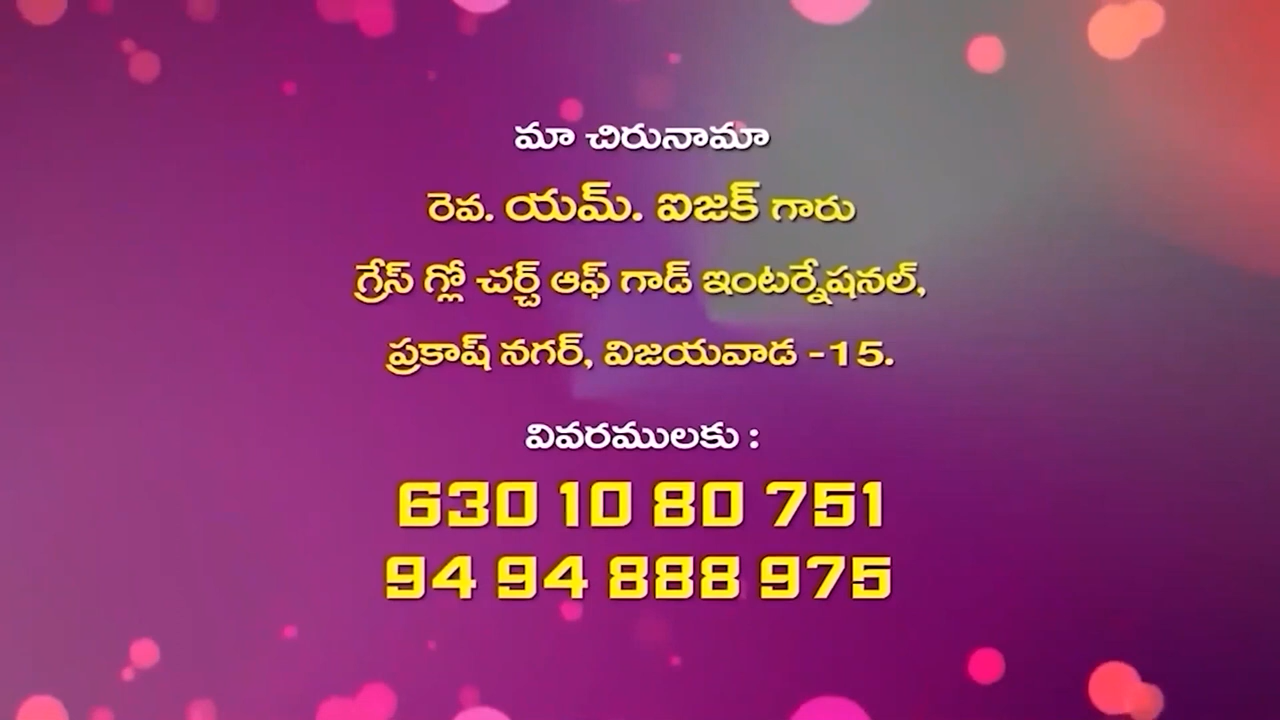 మా చిరునామా
రెవ. యమ్. ఐజక్ గారు
గ్రేస్ గ్లో చర్చ్ ఆఫ్ గాడ్ ఇంటర్నేషనల్,
ప్రకాష్ నగర్, విజయవాడ -15.
వివరములకు :
630 10 80 751
94 94 888 975